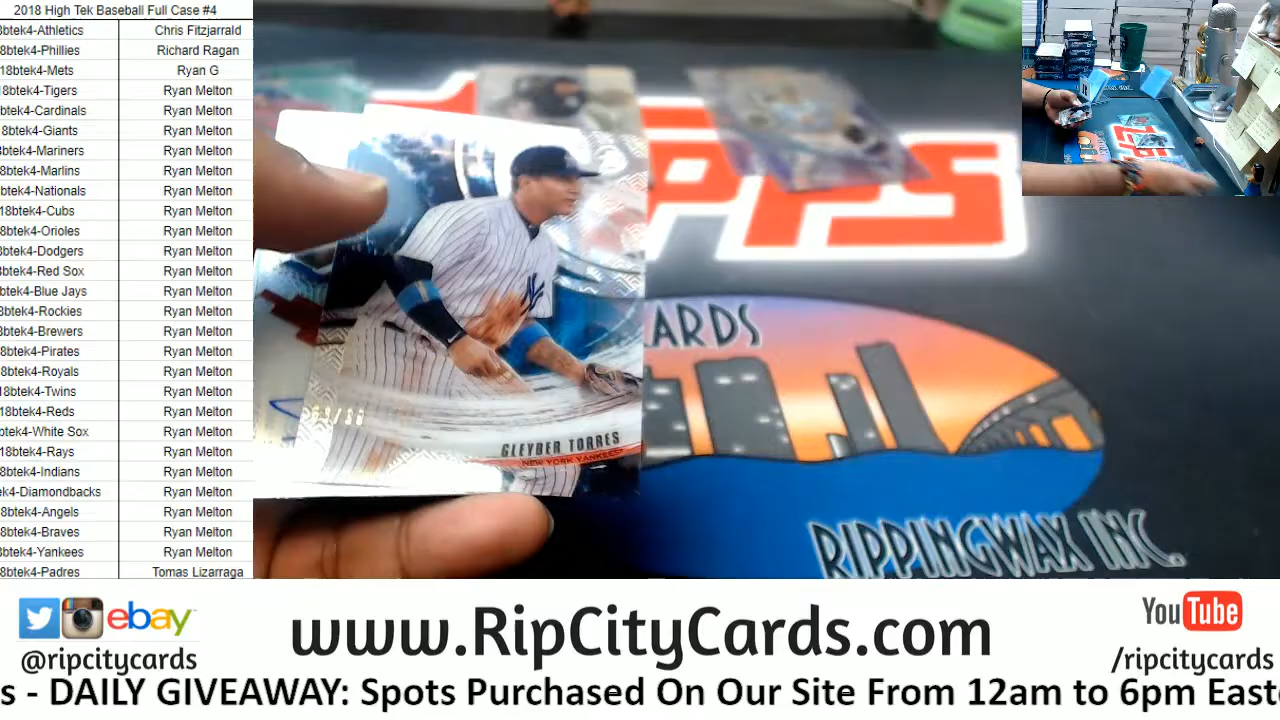 2018 High Tek Baseball Full Case #4
8btek4-Athletics Chris Fitzjarrald
8btek4-Phillies Richard Ragan
18btek4-Mets Ryan G
8btek4-Tigers Ryan Melton
btek4-Cardinals Ryan Melton
8btek4-Giants Ryan Melton
8btek4-Mariners Ryan Melton
8btek4-Marlins Ryan Melton
btek4-Nationals Ryan Melton
18btek4-Cubs Ryan Melton
8btek4-Orioles Ryan Melton
8btek4-Dodgers Ryan Melton
8btek4-Red Sox Ryan Melton
btek4-Blue Jays Ryan Melton
8btek4-Rockies Ryan Melton
8btek4-Brewers Ryan Melton
8btek4-Pirates Ryan Melton
8btek4-Royals Ryan Melton
8btek4-Twins Ryan Melton
18btek4-Reds Ryan Melton
btek4-White Sox Ryan Melton
18btek4-Rays Ryan Melton
8btek4-Indians Ryan Melton
ek4-Diamondbacks Ryan Melton
8btek4-Angels Ryan Melton
8btek4-Braves Ryan Melton
8btek4-Yankees Ryan Melton
8btek4-Padres Tomas Lizarraga
PPS
CARDS
GLEYBER TORRES
NEW YORK YANKEES
RIPPINGWAX INC.
ebay
@ripcitycards
www.RipCityCards.com
YouTube
/ripcitycards
s - DAILY GIVEAWAY: Spots Purchased On Our Site From 12am to 6pm Easte